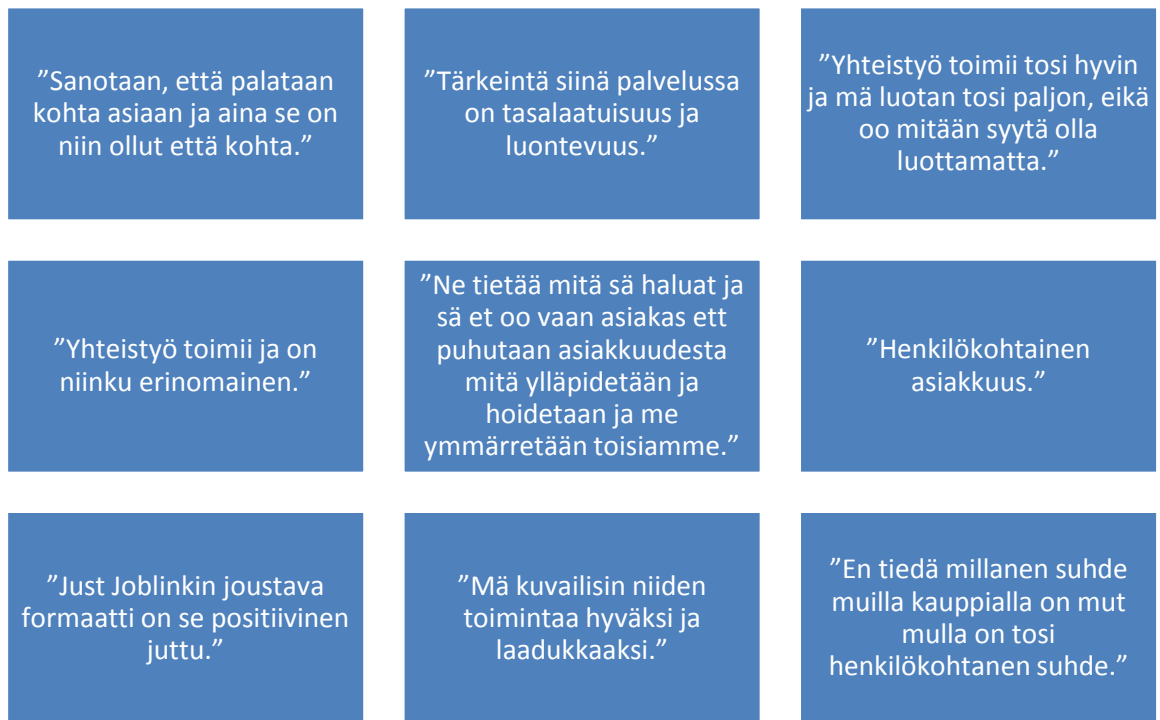 ”Sanotaan, että palataan
kohta asiaan ja aina se on
niin ollut että kohta.”
”Tärkeintä siinä palvelussa
on tasalaatuisuus ja
luontevuus.”
”Yhteistyö toimii tosi hyvin
ja mä luotan tosi paljon, eikä
oo mitään syytä olla
luottamatta.”
”Yhteistyö toimii ja on
niinku erinomainen.”
”Ne tietää mitä sä haluat ja
sä et oo vaan asiakas ett
puhutaan asiakkuudesta
mitä ylläpidetään ja
hoidetaan ja me
ymmärretään toisiamme.”
”Henkilökohtainen
asiakkuus.”
”Just Joblinkin joustava
formaatti on se positiivinen
juttu.”
”Mä kuvailisin niiden
toimintaa hyväksi ja
laadukkaaksi.”
”En tiedä millanen suhde
muilla kauppialla on mut
mulla on tosi
henkilökohtanen suhde.”